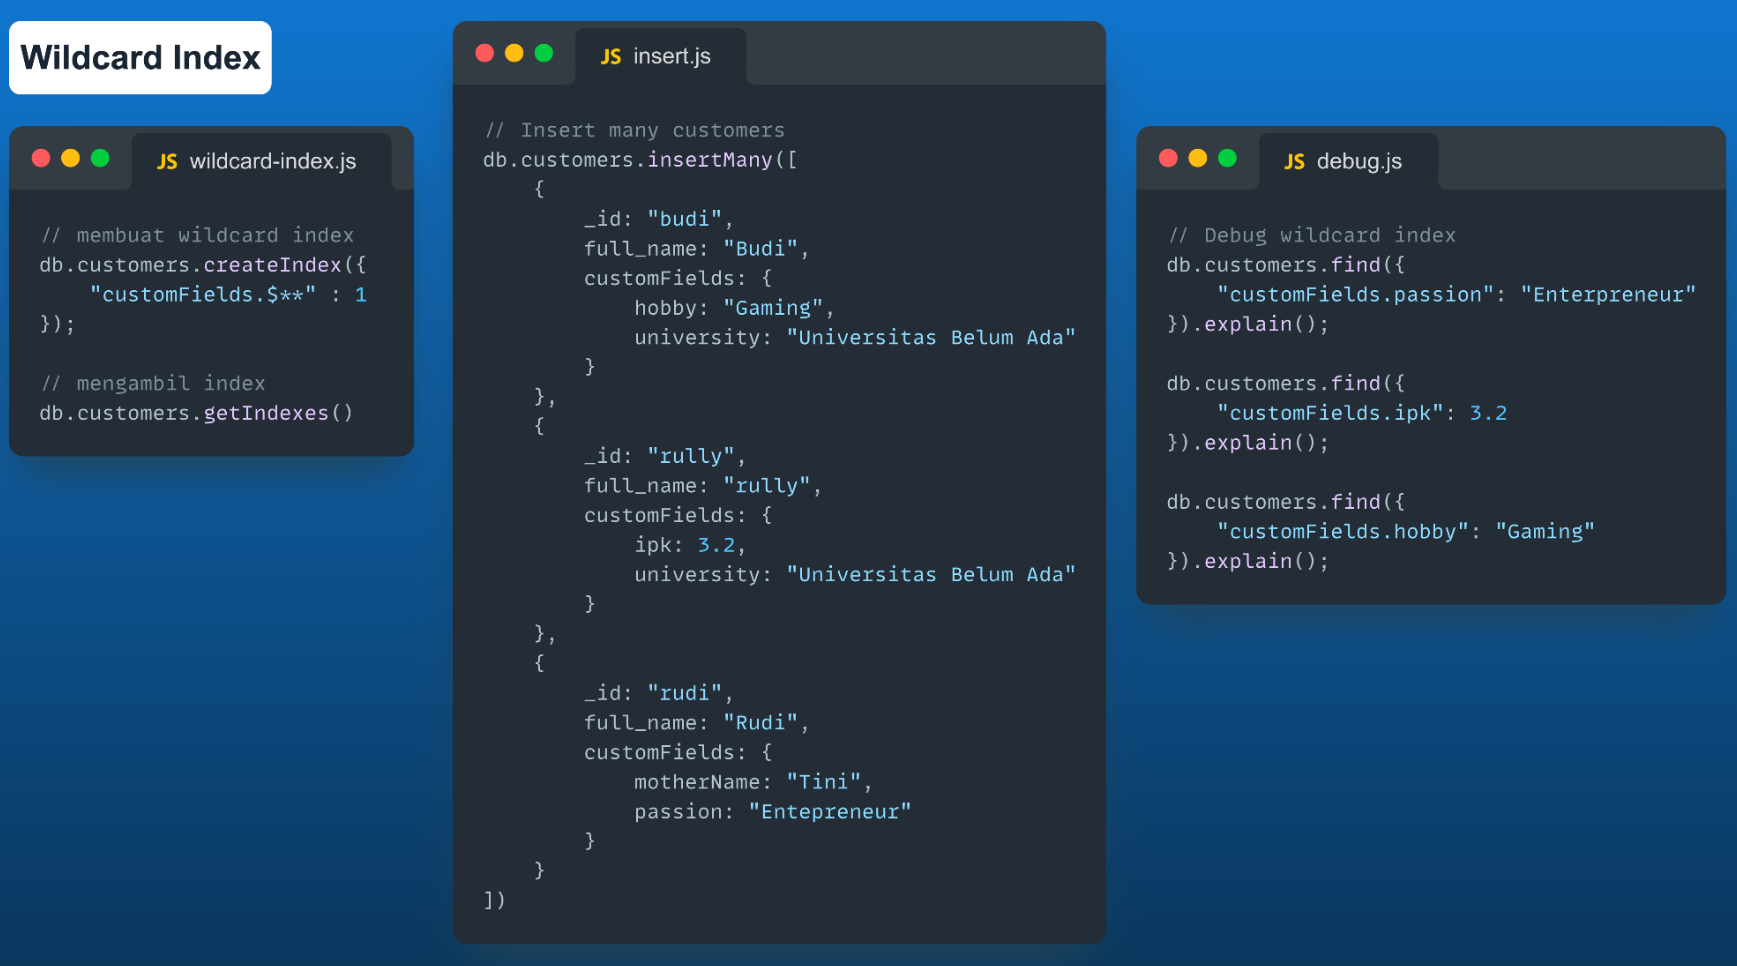 Wildcard Index
JS wildcard-index.js
// membuat wildcard index
db.customers.createIndex({
    "customFields.$**" : 1
});

// mengambil index
db.customers.getIndexes()
JS insert.js
// Insert many customers
db.customers.insertMany([
    {
        _id: "budi",
        full_name: "Budi",
        customFields: {
            hobby: "Gaming",
            university: "Universitas Belum Ada"
        }
    },
    {
        _id: "rully",
        full_name: "rully",
        customFields: {
            ipk: 3.2,
            university: "Universitas Belum Ada"
        }
    },
    {
        _id: "rudi",
        full_name: "Rudi",
        customFields: {
            motherName: "Tini",
            passion: "Entepreneur"
        }
    }
])
JS debug.js
// Debug wildcard index
db.customers.find({
    "customFields.passion": "Enterpreneur"
}).explain();

db.customers.find({
    "customFields.ipk": 3.2
}).explain();

db.customers.find({
    "customFields.hobby": "Gaming"
}).explain();